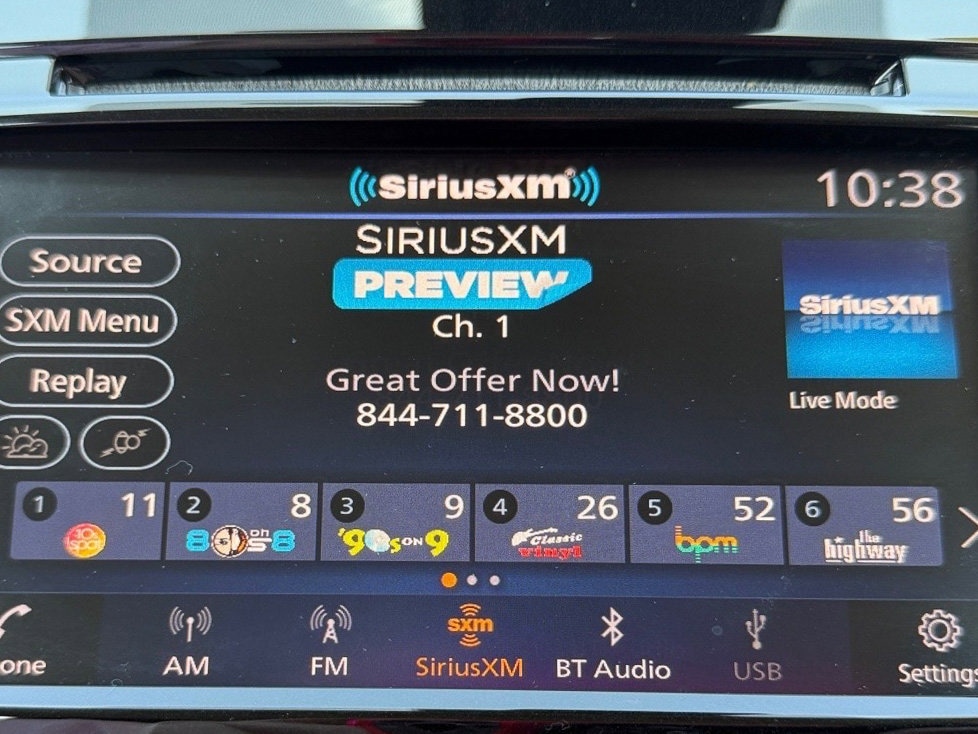 SiriusXM®
10:38
SIRIUSXM
PREVIEW
Ch. 1
Great Offer Now!
844-711-8800
Source
SXM Menu
Replay
SiriusXM
Live Mode
1 11
10s spot
2 8
80s on 8
3 9
'90s ON 9
4 26
Classic
vinyl
5 52
bpm
6 56
the
highway
one
AM
FM
sxm
SiriusXM
BT Audio
USB
Settings